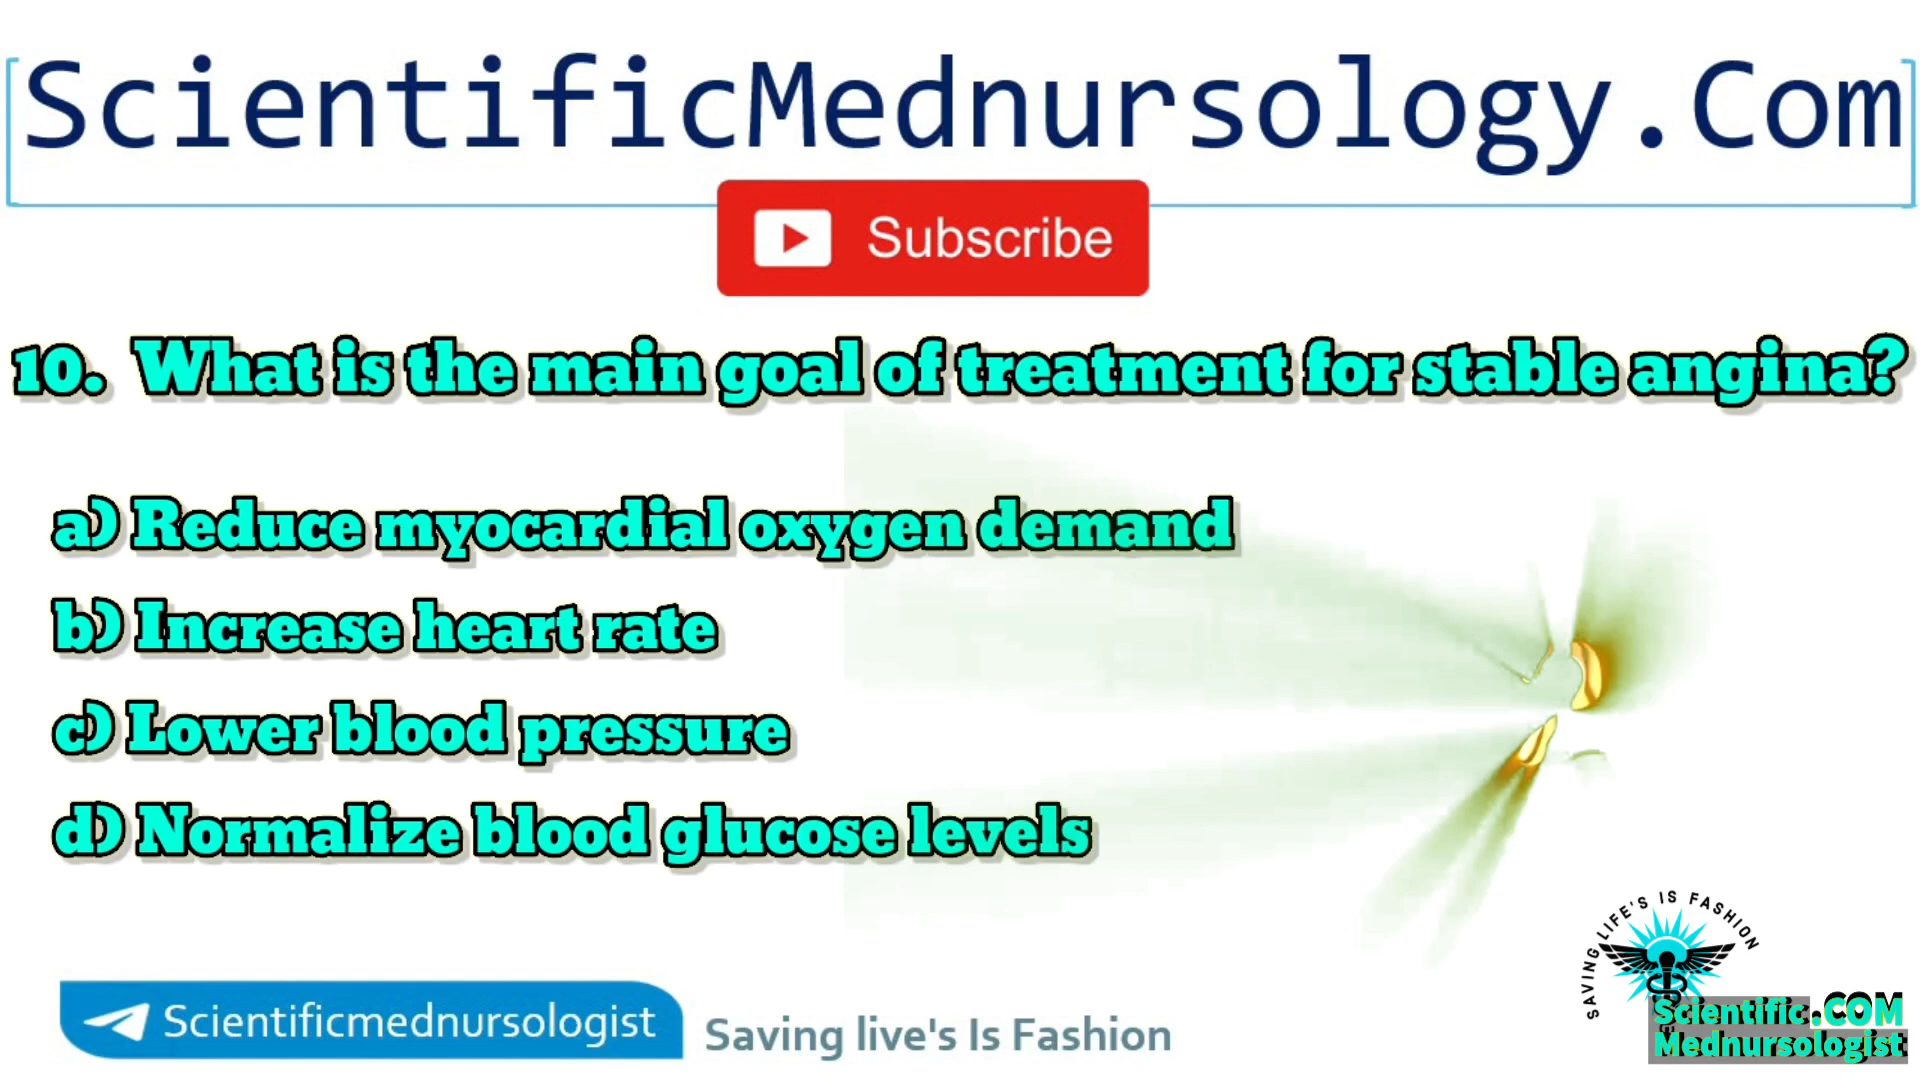 ScientificMednursology.Com
Subscribe
10. What is the main goal of treatment for stable angina?
a) Reduce myocardial oxygen demand
b) Increase heart rate
c) Lower blood pressure
d) Normalize blood glucose levels
SAVING LIFE'S IS FASHION
Scientificmednursologist
Saving live's Is Fashion
Scientific.COM
Mednursologist